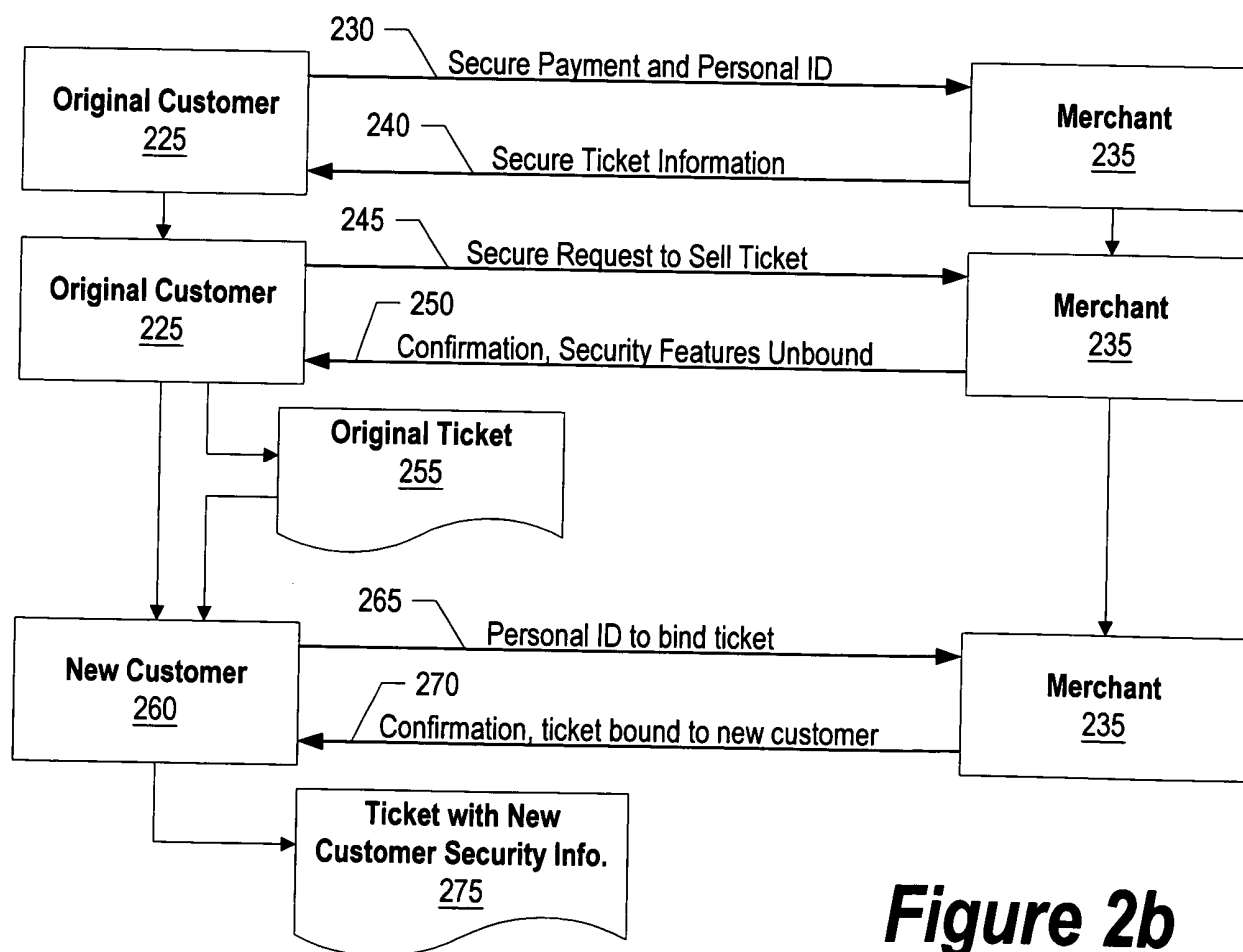 230
Secure Payment and Personal ID
Original Customer
225
Merchant
235
240
Secure Ticket Information
245
Secure Request to Sell Ticket
Original Customer
225
Merchant
235
250
Confirmation, Security Features Unbound
Original Ticket
255
265
Personal ID to bind ticket
New Customer
260
Merchant
235
270
Confirmation, ticket bound to new customer
Ticket with New
Customer Security Info.
275
Figure 2b